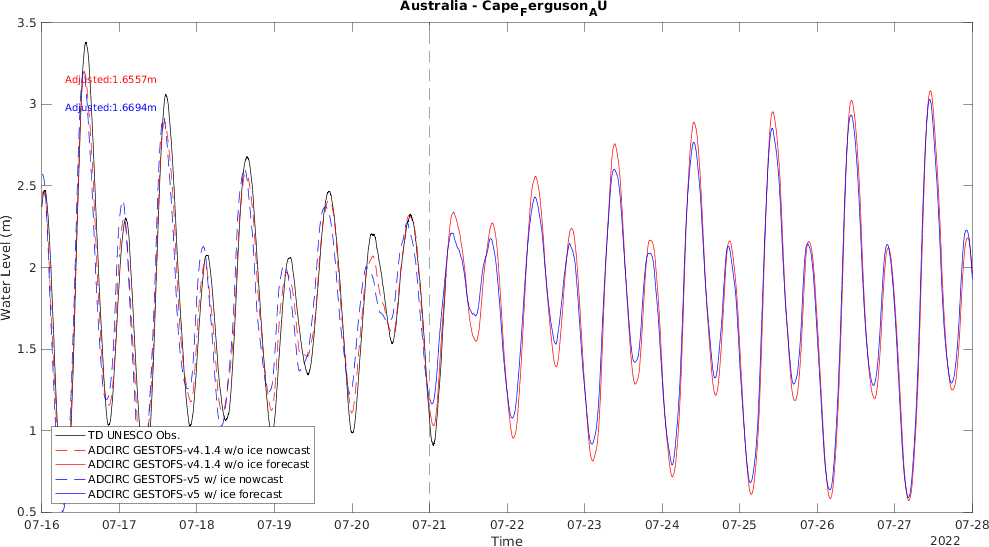 Australia - Cape_Ferguson_AU
3.5
3
2.5
2
1.5
1
0.5
Water Level (m)
Adjusted:1.6557m
Adjusted:1.6694m
TD UNESCO Obs.
ADCIRC GESTOFS-v4.1.4 w/o ice nowcast
ADCIRC GESTOFS-v4.1.4 w/o ice forecast
ADCIRC GESTOFS-v5 w/ ice nowcast
ADCIRC GESTOFS-v5 w/ ice forecast
07-16 07-17 07-18 07-19 07-20 07-21 07-22 07-23 07-24 07-25 07-26 07-27 07-28
Time
2022